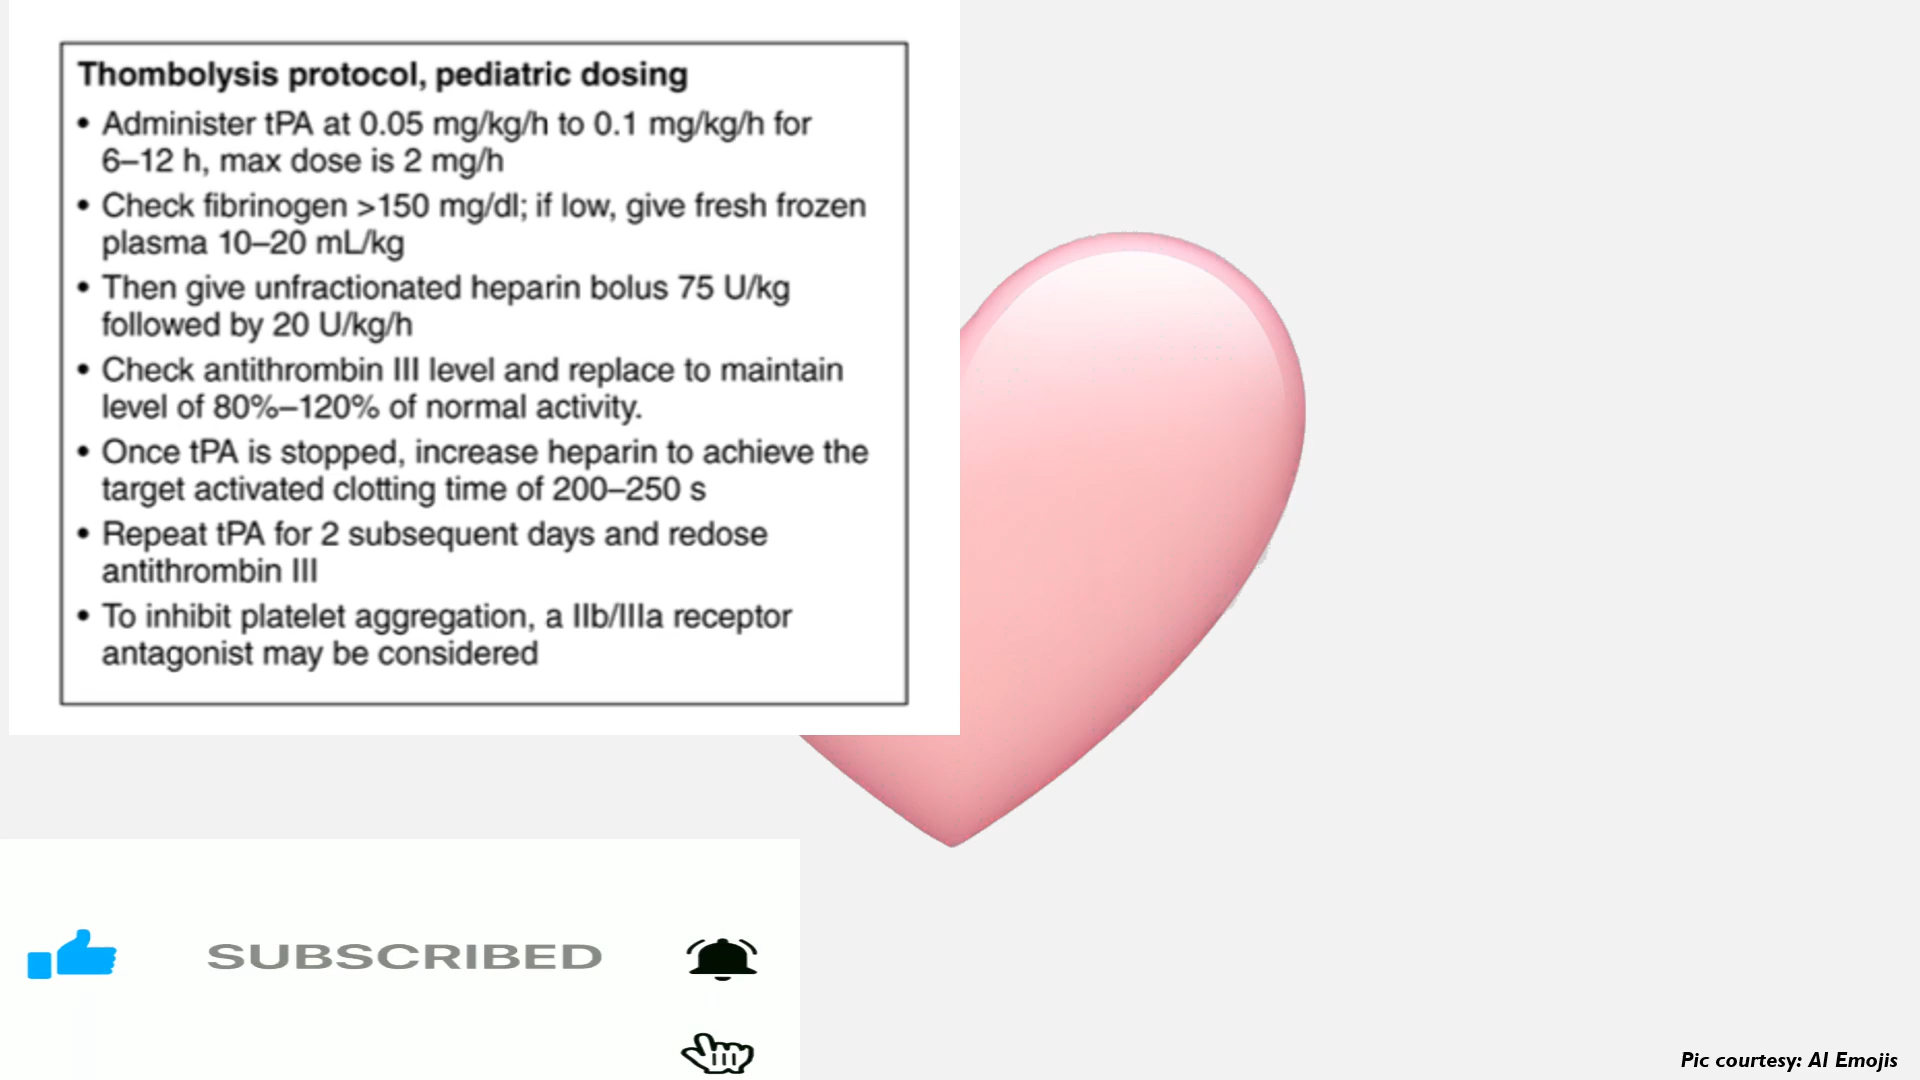 Thombolysis protocol, pediatric dosing
• Administer tPA at 0.05 mg/kg/h to 0.1 mg/kg/h for
6–12 h, max dose is 2 mg/h
• Check fibrinogen >150 mg/dl; if low, give fresh frozen
plasma 10–20 mL/kg
• Then give unfractionated heparin bolus 75 U/kg
followed by 20 U/kg/h
• Check antithrombin III level and replace to maintain
level of 80%–120% of normal activity.
• Once tPA is stopped, increase heparin to achieve the
target activated clotting time of 200–250 s
• Repeat tPA for 2 subsequent days and redose
antithrombin III
• To inhibit platelet aggregation, a IIb/IIIa receptor
antagonist may be considered
SUBSCRIBED
Pic courtesy: AI Emojis